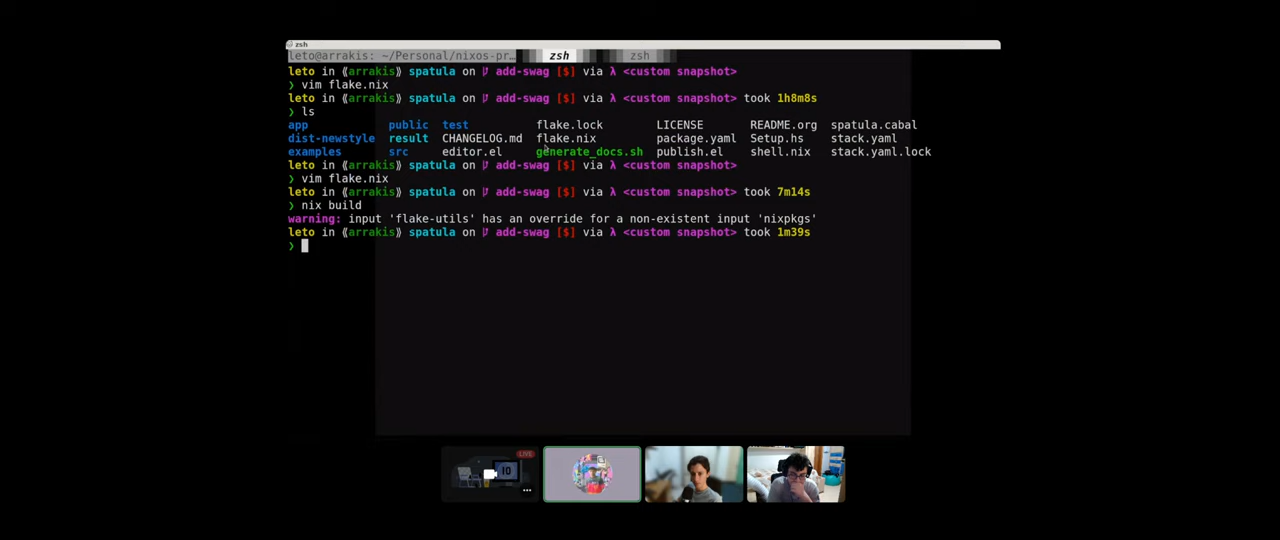 zsh
leto@arrakis: ~/Personal/nixos-pr… zsh zsh
leto in ⟪arrakis⟫ spatula on add-swag [$] via λ <custom snapshot>
❯ vim flake.nix
leto in ⟪arrakis⟫ spatula on add-swag [$] via λ <custom snapshot> took 1h8m8s
❯ ls
app public test flake.lock LICENSE README.org spatula.cabal
dist-newstyle result CHANGELOG.md flake.nix package.yaml Setup.hs stack.yaml
examples src editor.el generate_docs.sh publish.el shell.nix stack.yaml.lock
leto in ⟪arrakis⟫ spatula on add-swag [$] via λ <custom snapshot>
❯ vim flake.nix
leto in ⟪arrakis⟫ spatula on add-swag [$] via λ <custom snapshot> took 7m14s
❯ nix build
warning: input 'flake-utils' has an override for a non-existent input 'nixpkgs'
leto in ⟪arrakis⟫ spatula on add-swag [$] via λ <custom snapshot> took 1m39s
❯
LIVE